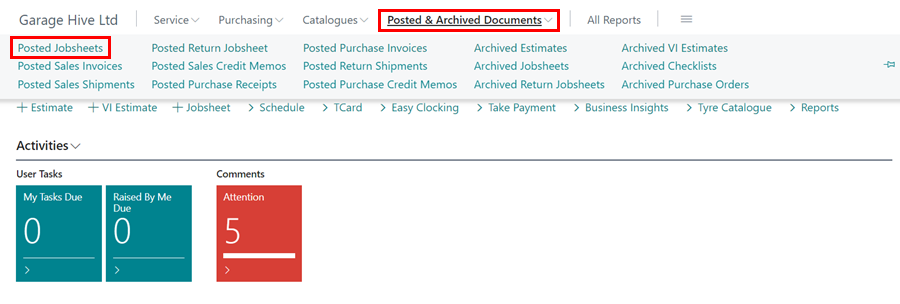 Garage Hive Ltd Service Purchasing Catalogues Posted & Archived Documents All Reports
Posted Jobsheets Posted Return Jobsheet Posted Purchase Invoices Archived Estimates Archived VI Estimates
Posted Sales Invoices Posted Sales Credit Memos Posted Return Shipments Archived Jobsheets Archived Checklists
Posted Sales Shipments Posted Purchase Receipts Posted Purchase Credit Memos Archived Return Jobsheets Archived Purchase Orders
+ Estimate + VI Estimate + Jobsheet > Schedule > TCard > Easy Clocking > Take Payment > Business Insights > Tyre Catalogue > Reports
Activities
User Tasks Comments
My Tasks Due Raised By Me Due Attention
0 0 5